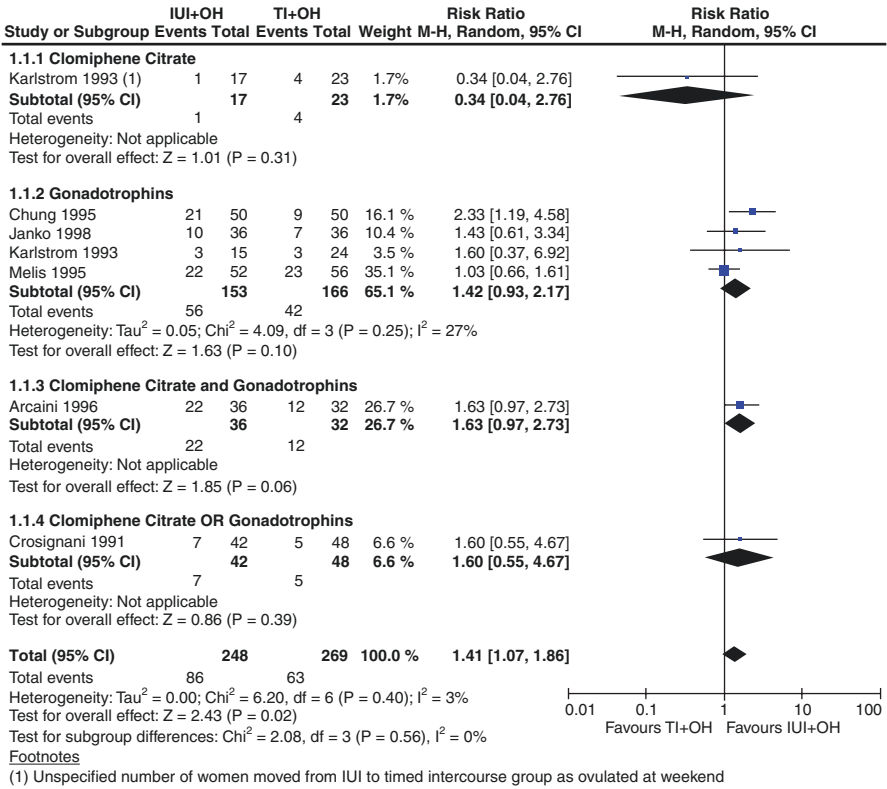 IUI+OH TI+OH Risk Ratio Risk Ratio
Study or Subgroup Events Total Events Total Weight M-H, Random, 95% CI M-H, Random, 95% CI
1.1.1 Clomiphene Citrate
Karlstrom 1993 (1) 1 17 4 23 1.7% 0.34 [0.04, 2.76]
Subtotal (95% CI) 17 23 1.7% 0.34 [0.04, 2.76]
Total events 1 4
Heterogeneity: Not applicable
Test for overall effect: Z = 1.01 (P = 0.31)
1.1.2 Gonadotrophins
Chung 1995 21 50 9 50 16.1 % 2.33 [1.19, 4.58]
Janko 1998 10 36 7 36 10.4 % 1.43 [0.61, 3.34]
Karlstrom 1993 3 15 3 24 3.5 % 1.60 [0.37, 6.92]
Melis 1995 22 52 23 56 35.1 % 1.03 [0.66, 1.61]
Subtotal (95% CI) 153 166 65.1 % 1.42 [0.93, 2.17]
Total events 56 42
Heterogeneity: Tau² = 0.05; Chi² = 4.09, df = 3 (P = 0.25); I² = 27%
Test for overall effect: Z = 1.63 (P = 0.10)
1.1.3 Clomiphene Citrate and Gonadotrophins
Arcaini 1996 22 36 12 32 26.7 % 1.63 [0.97, 2.73]
Subtotal (95% CI) 36 32 26.7 % 1.63 [0.97, 2.73]
Total events 22 12
Heterogeneity: Not applicable
Test for overall effect: Z = 1.85 (P = 0.06)
1.1.4 Clomiphene Citrate OR Gonadotrophins
Crosignani 1991 7 42 5 48 6.6 % 1.60 [0.55, 4.67]
Subtotal (95% CI) 42 48 6.6 % 1.60 [0.55, 4.67]
Total events 7 5
Heterogeneity: Not applicable
Test for overall effect: Z = 0.86 (P = 0.39)
Total (95% CI) 248 269 100.0 % 1.41 [1.07, 1.86]
Total events 86 63
Heterogeneity: Tau² = 0.00; Chi² = 6.20, df = 6 (P = 0.40); I² = 3%
Test for overall effect: Z = 2.43 (P = 0.02)
Test for subgroup differences: Chi² = 2.08, df = 3 (P = 0.56), I² = 0%
0.01 0.1 1 10 100
Favours TI+OH Favours IUI+OH
Footnotes
(1) Unspecified number of women moved from IUI to timed intercourse group as ovulated at weekend